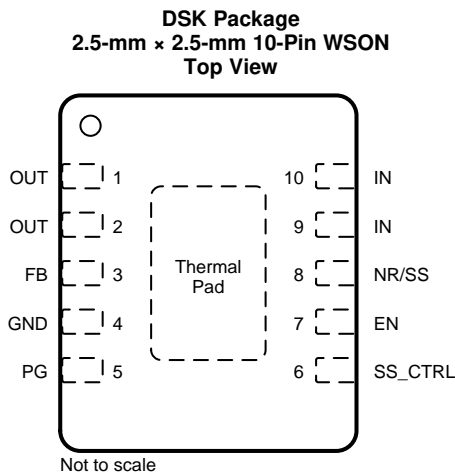 DSK Package
2.5-mm × 2.5-mm 10-Pin WSON
Top View
OUT 1 10 IN
OUT 2 9 IN
FB 3 Thermal Pad 8 NR/SS
GND 4 7 EN
PG 5 6 SS_CTRL
Not to scale